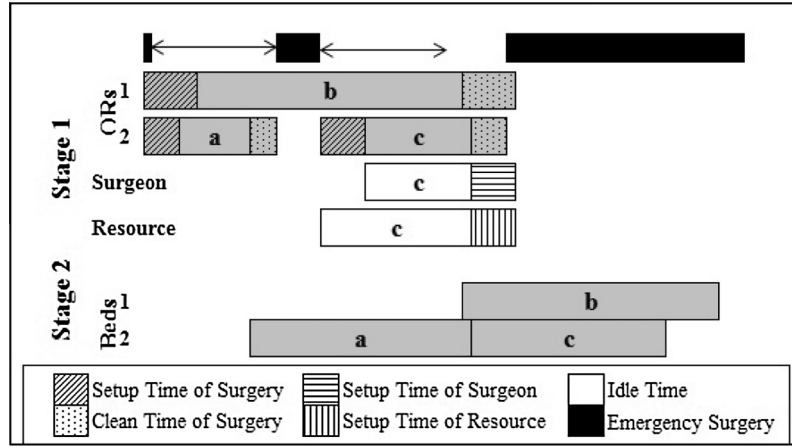 Stage 1
ORs
1
b
2
a
c
Surgeon
c
Resource
c
Stage 2
Beds
1
b
2
a
c
Setup Time of Surgery
Setup Time of Surgeon
Idle Time
Clean Time of Surgery
Setup Time of Resource
Emergency Surgery